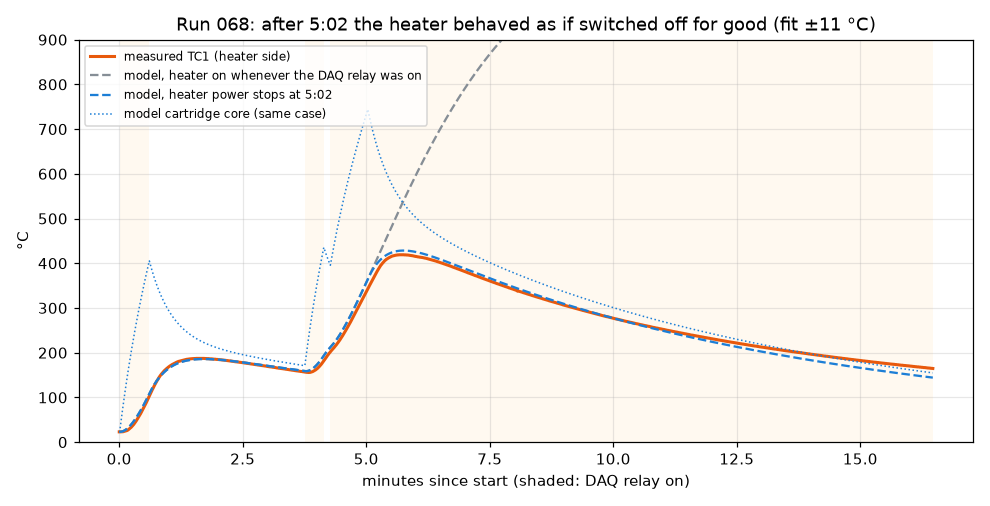 Run 068: after 5:02 the heater behaved as if switched off for good (fit ±11 °C)
900
800
700
600
500
400
300
200
100
0
°C
measured TC1 (heater side)
model, heater on whenever the DAQ relay was on
model, heater power stops at 5:02
model cartridge core (same case)
0.0
2.5
5.0
7.5
10.0
12.5
15.0
minutes since start (shaded: DAQ relay on)